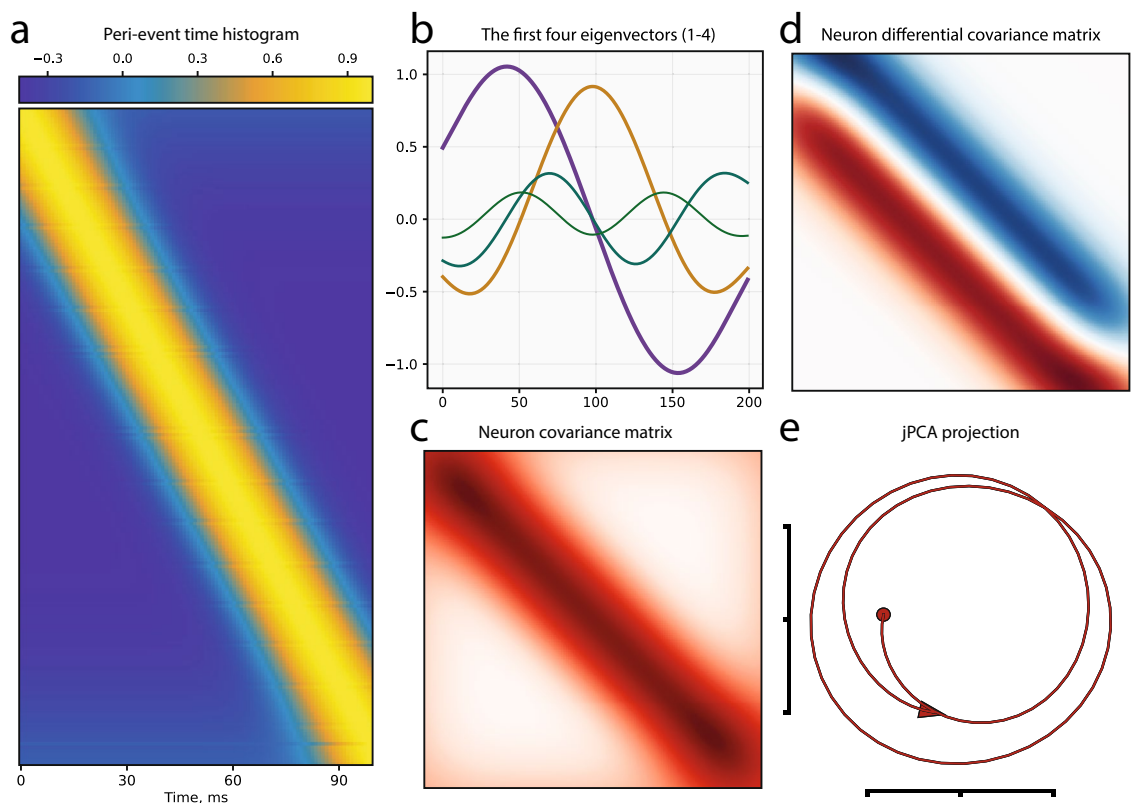 a
Peri-event time histogram
−0.3 0.0 0.3 0.6 0.9
0 30 60 90
Time, ms
b
The first four eigenvectors (1-4)
1.0
0.5
0.0
−0.5
−1.0
0 50 100 150 200
c
Neuron covariance matrix
d
Neuron differential covariance matrix
e
jPCA projection